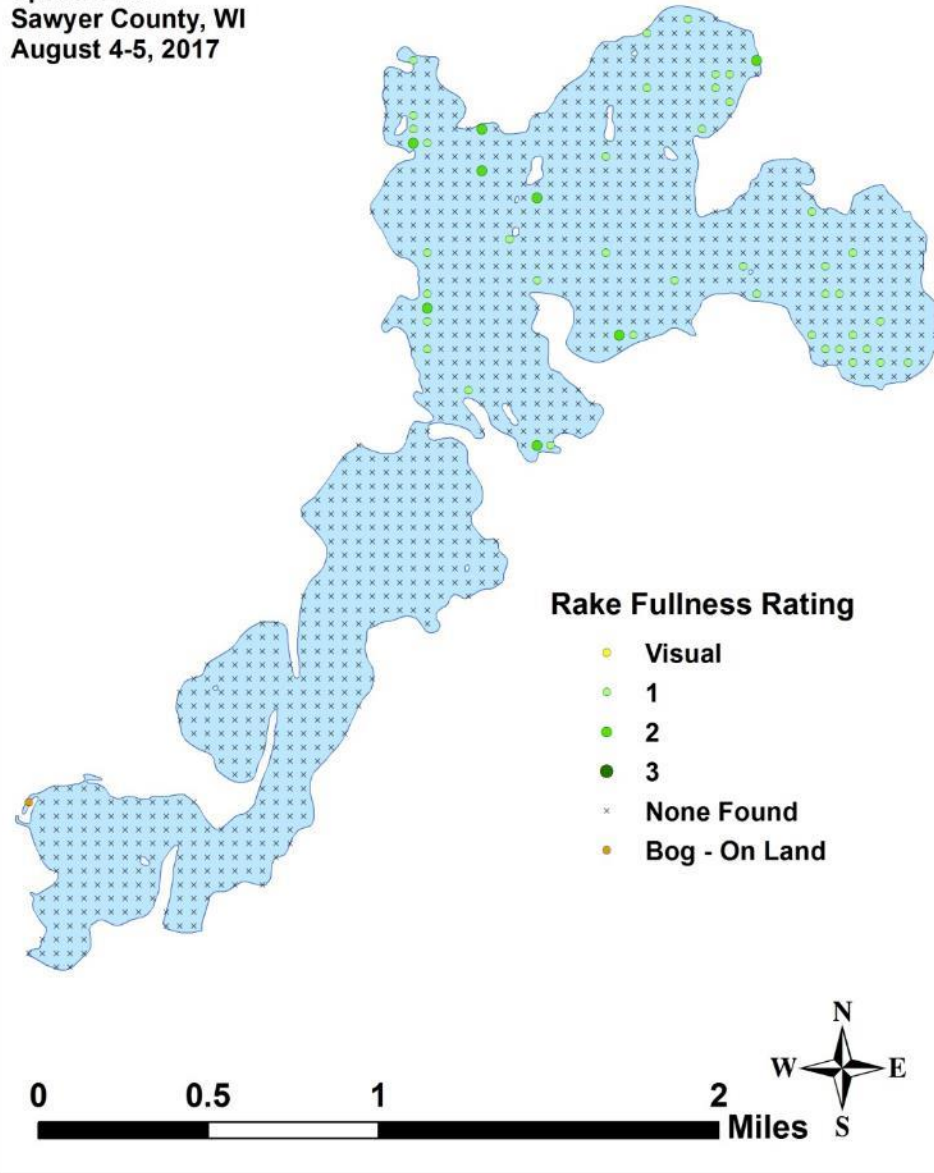 Sawyer County, WI
August 4-5, 2017
Rake Fullness Rating
Visual
1
2
3
None Found
Bog - On Land
N
W E
S
0 0.5 1 2
Miles